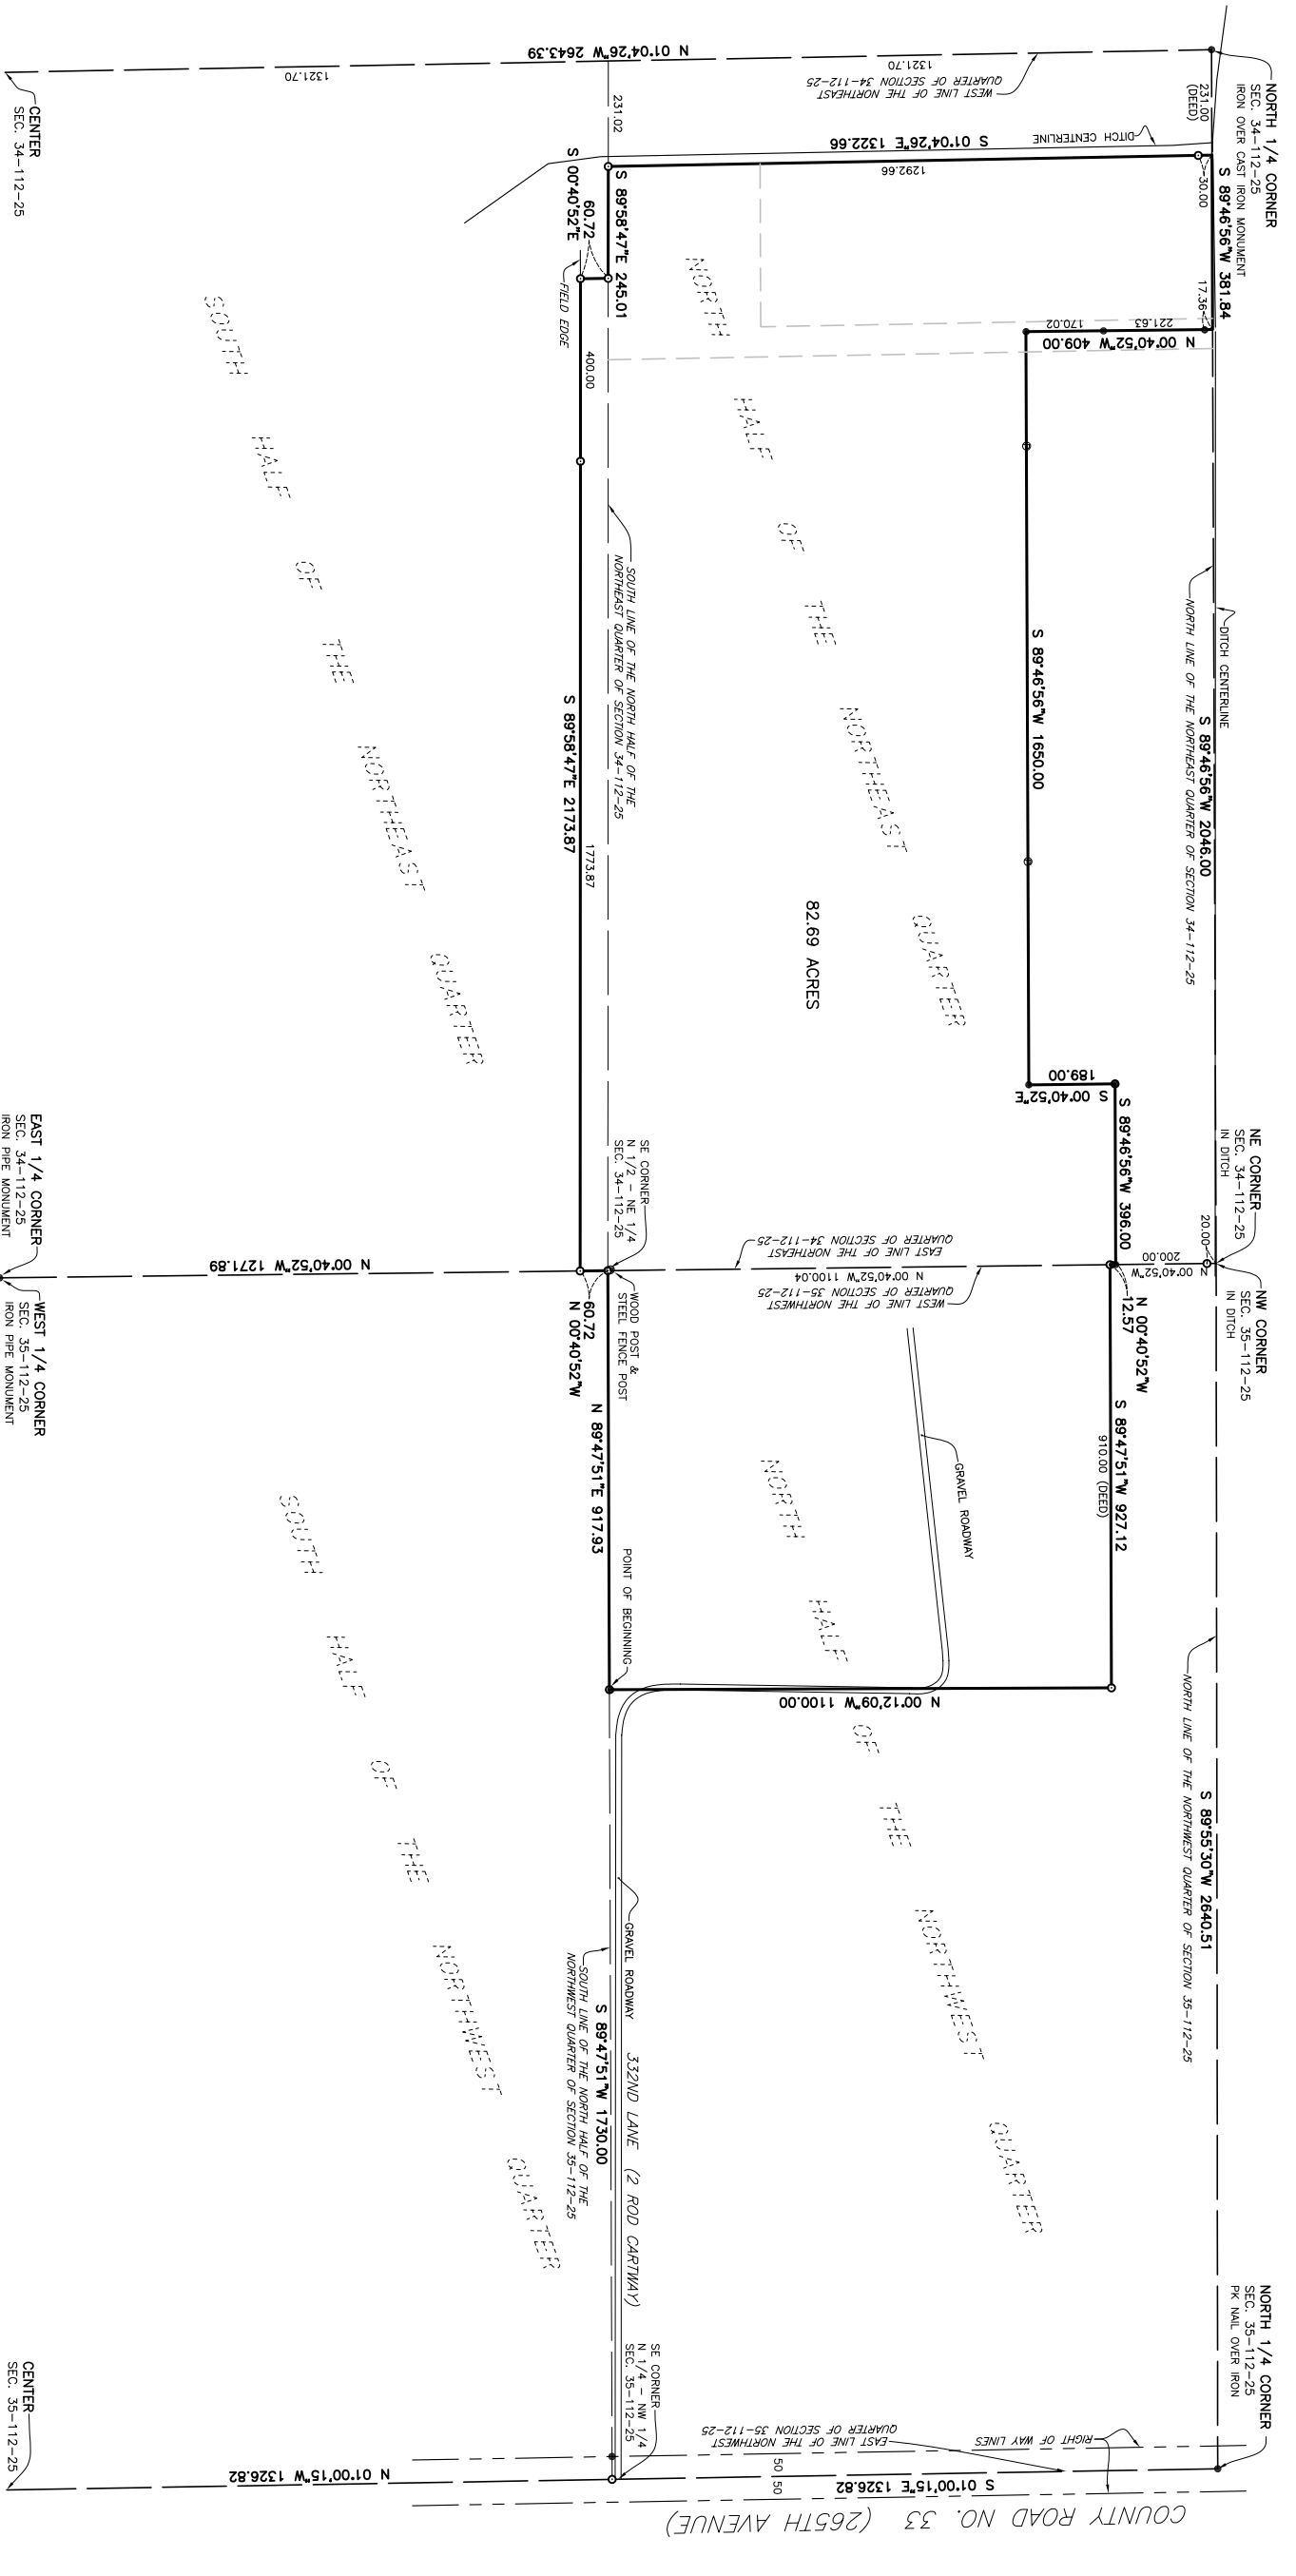 NORTH 1/4 CORNER
SEC. 34-112-25
IRON OVER CAST IRON MONUMENT
231.00
(DEED)
S 89°46'56"W 381.84
30.00
17.36
DITCH CENTERLINE
NORTH LINE OF THE NORTHEAST QUARTER OF SECTION 34-112-25
S 89°46'56"W 2046.00
NE CORNER
SEC. 34-112-25
IN DITCH
NW CORNER
SEC. 35-112-25
IN DITCH
20.00
200.00
N 00°40'52"W
NORTH LINE OF THE NORTHWEST QUARTER OF SECTION 35-112-25
S 89°55'30"W 2640.51
NORTH 1/4 CORNER
SEC. 35-112-25
PK NAIL OVER IRON
N 01°04'26"W 2643.39
1321.70
1321.70
WEST LINE OF THE NORTHEAST
QUARTER OF SECTION 34-112-25
DITCH CENTERLINE
S 01°04'26"E 1322.66
1292.66
221.63
170.02
N 00°40'52"W 409.00
S 89°46'56"W 1650.00
189.00
S 00°40'52"E
S 89°46'56"W 396.00
N 00°40'52"W
12.57
S 89°47'51"W 927.12
910.00 (DEED)
NORTH HALF OF THE NORTHEAST QUARTER
82.69 ACRES
EAST LINE OF THE NORTHEAST
QUARTER OF SECTION 34-112-25
N 00°40'52"W 1100.04
WEST LINE OF THE NORTHWEST
QUARTER OF SECTION 35-112-25
GRAVEL ROADWAY
NORTH HALF OF THE NORTHWEST QUARTER
N 00°12'09"W 1100.00
RIGHT OF WAY LINES
EAST LINE OF THE NORTHWEST
QUARTER OF SECTION 35-112-25
50 50
S 01°00'15"E 1326.82
COUNTY ROAD NO. 33 (265TH AVENUE)
231.02
S 89°58'47"E 245.01
60.72
S 00°40'52"E
FIELD EDGE
400.00
SOUTH LINE OF THE NORTH HALF OF THE
NORTHEAST QUARTER OF SECTION 34-112-25
S 89°58'47"E 2173.87
1773.87
SE CORNER
N 1/2 - NE 1/4
SEC. 34-112-25
WOOD POST &
STEEL FENCE POST
60.72
N 00°40'52"W
N 89°47'51"E 917.93
POINT OF BEGINNING
GRAVEL ROADWAY
332ND LANE (2 ROD CARTWAY)
S 89°47'51"W 1730.00
SOUTH LINE OF THE NORTH HALF OF THE
NORTHWEST QUARTER OF SECTION 35-112-25
SE CORNER
N 1/4 - NW 1/4
SEC. 35-112-25
SOUTH HALF OF THE NORTHEAST QUARTER
N 00°40'52"W 1271.89
SOUTH HALF OF THE NORTHWEST QUARTER
N 01°00'15"W 1326.82
CENTER
SEC. 34-112-25
EAST 1/4 CORNER
SEC. 34-112-25
IRON PIPE MONUMENT
WEST 1/4 CORNER
SEC. 35-112-25
IRON PIPE MONUMENT
CENTER
SEC. 35-112-25